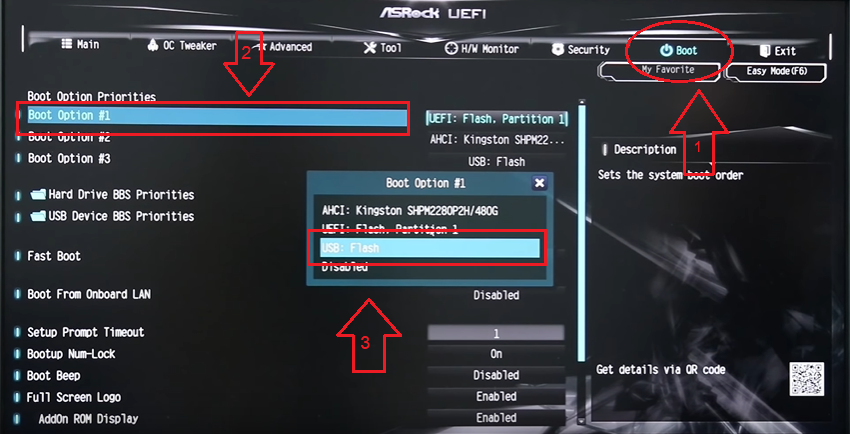 ASRock UEFI
Main
OC Tweaker
Advanced
Tool
H/W Monitor
Security
Boot
Exit
My Favorite
Easy Mode(F6)
2
1
Boot Option Priorities
Boot Option #1
UEFI: Flash. Partition 1
Boot Option #2
AHCI: Kingston SHPM22...
Boot Option #3
USB: Flash
Hard Drive BBS Priorities
USB Device BBS Priorities
Fast Boot
Boot From Onboard LAN
Disabled
Setup Prompt Timeout
1
Bootup Num-Lock
On
Boot Beep
Disabled
Full Screen Logo
Enabled
AddOn ROM Display
Enabled
Boot Option #1
AHCI: Kingston SHPM2280P2H/480G
UEFI: Flash. Partition 1
USB: Flash
Disabled
3
Description
Sets the system boot order
Get details via QR code